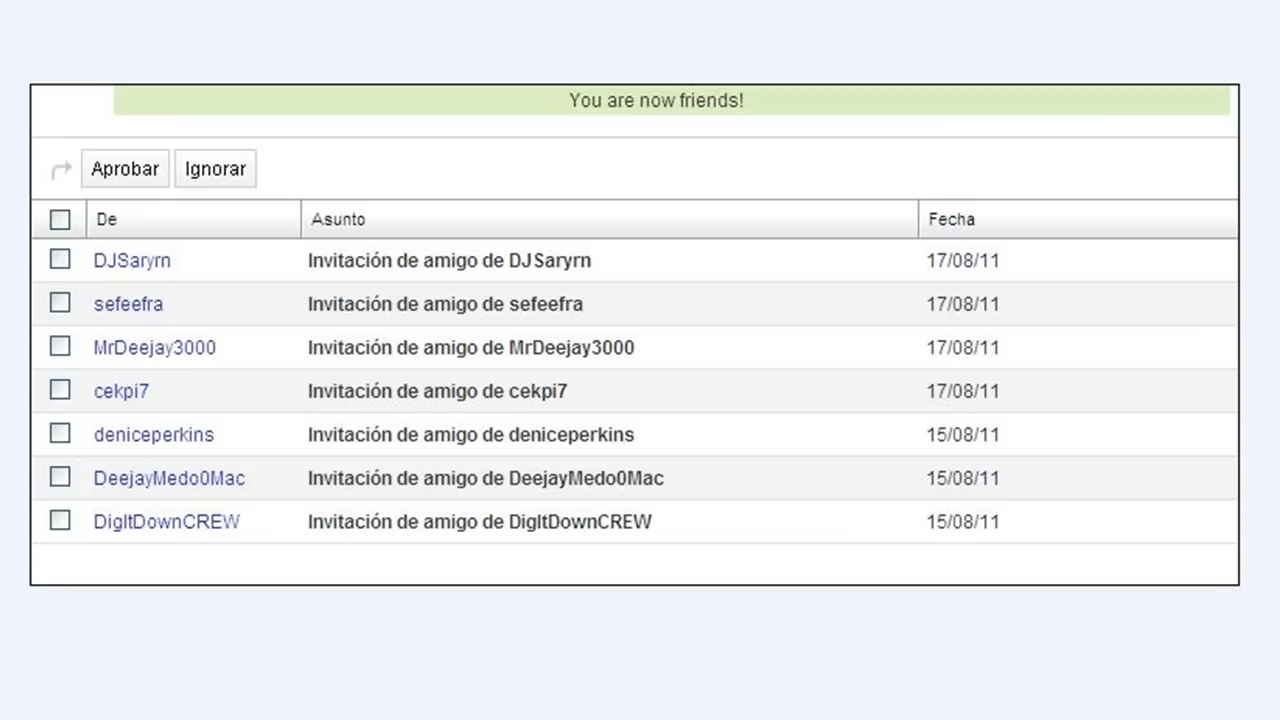 You are now friends!
Aprobar Ignorar
De Asunto Fecha
DJSaryrn Invitación de amigo de DJSaryrn 17/08/11
sefeefra Invitación de amigo de sefeefra 17/08/11
MrDeejay3000 Invitación de amigo de MrDeejay3000 17/08/11
cekpi7 Invitación de amigo de cekpi7 17/08/11
deniceperkins Invitación de amigo de deniceperkins 15/08/11
DeejayMedo0Mac Invitación de amigo de DeejayMedo0Mac 15/08/11
DigItDownCREW Invitación de amigo de DigItDownCREW 15/08/11